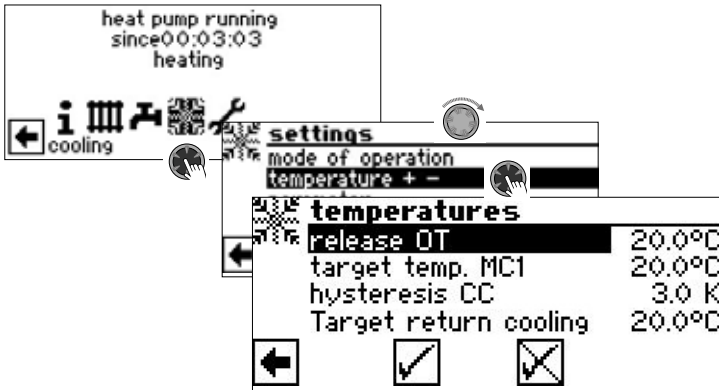 heat pump running
since00:03:03
heating
cooling
settings
mode of operation
temperature + -
temperatures
release OT 20.0°C
target temp. MC1 20.0°C
hysteresis CC 3.0 K
Target return cooling 20.0°C